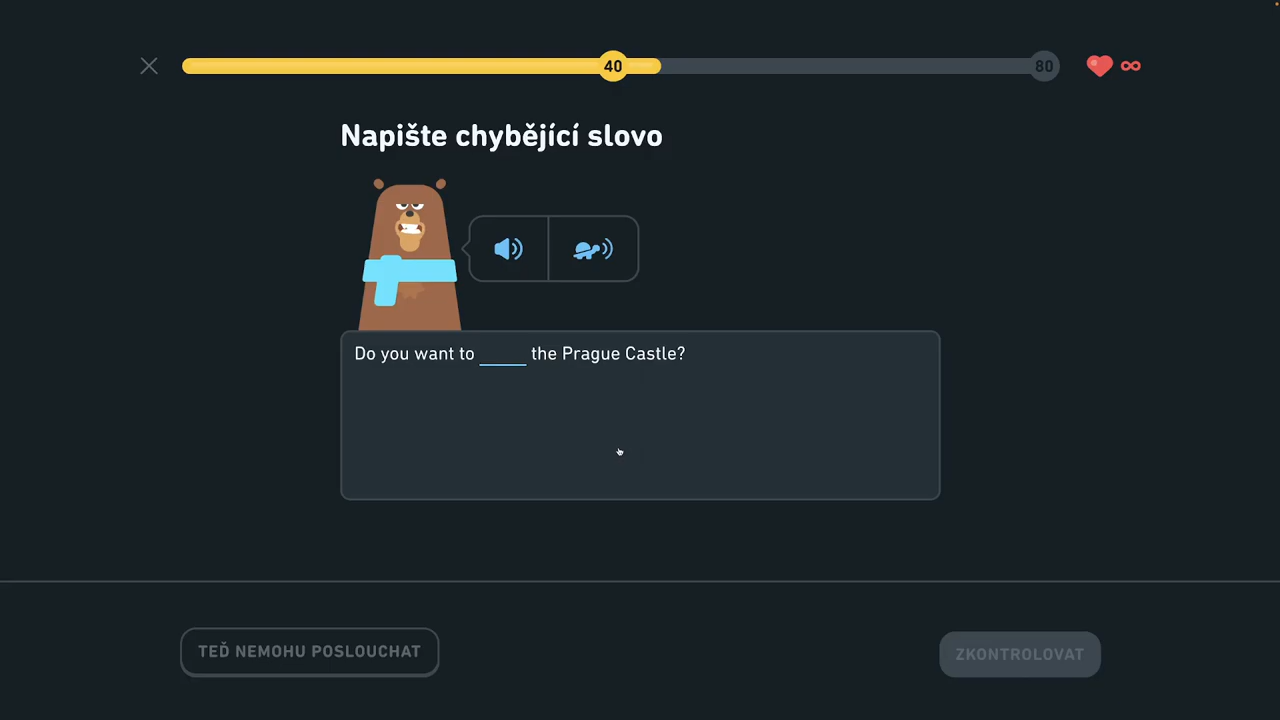 40
80
∞
Napište chybějící slovo
Do you want to _____ the Prague Castle?
TEĎ NEMOHU POSLOUCHAT
ZKONTROLOVAT